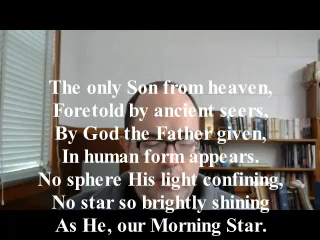 The only Son from heaven,
Foretold by ancient seers,
By God the Father given,
In human form appears.
No sphere His light confining,
No star so brightly shining
As He, our Morning Star.